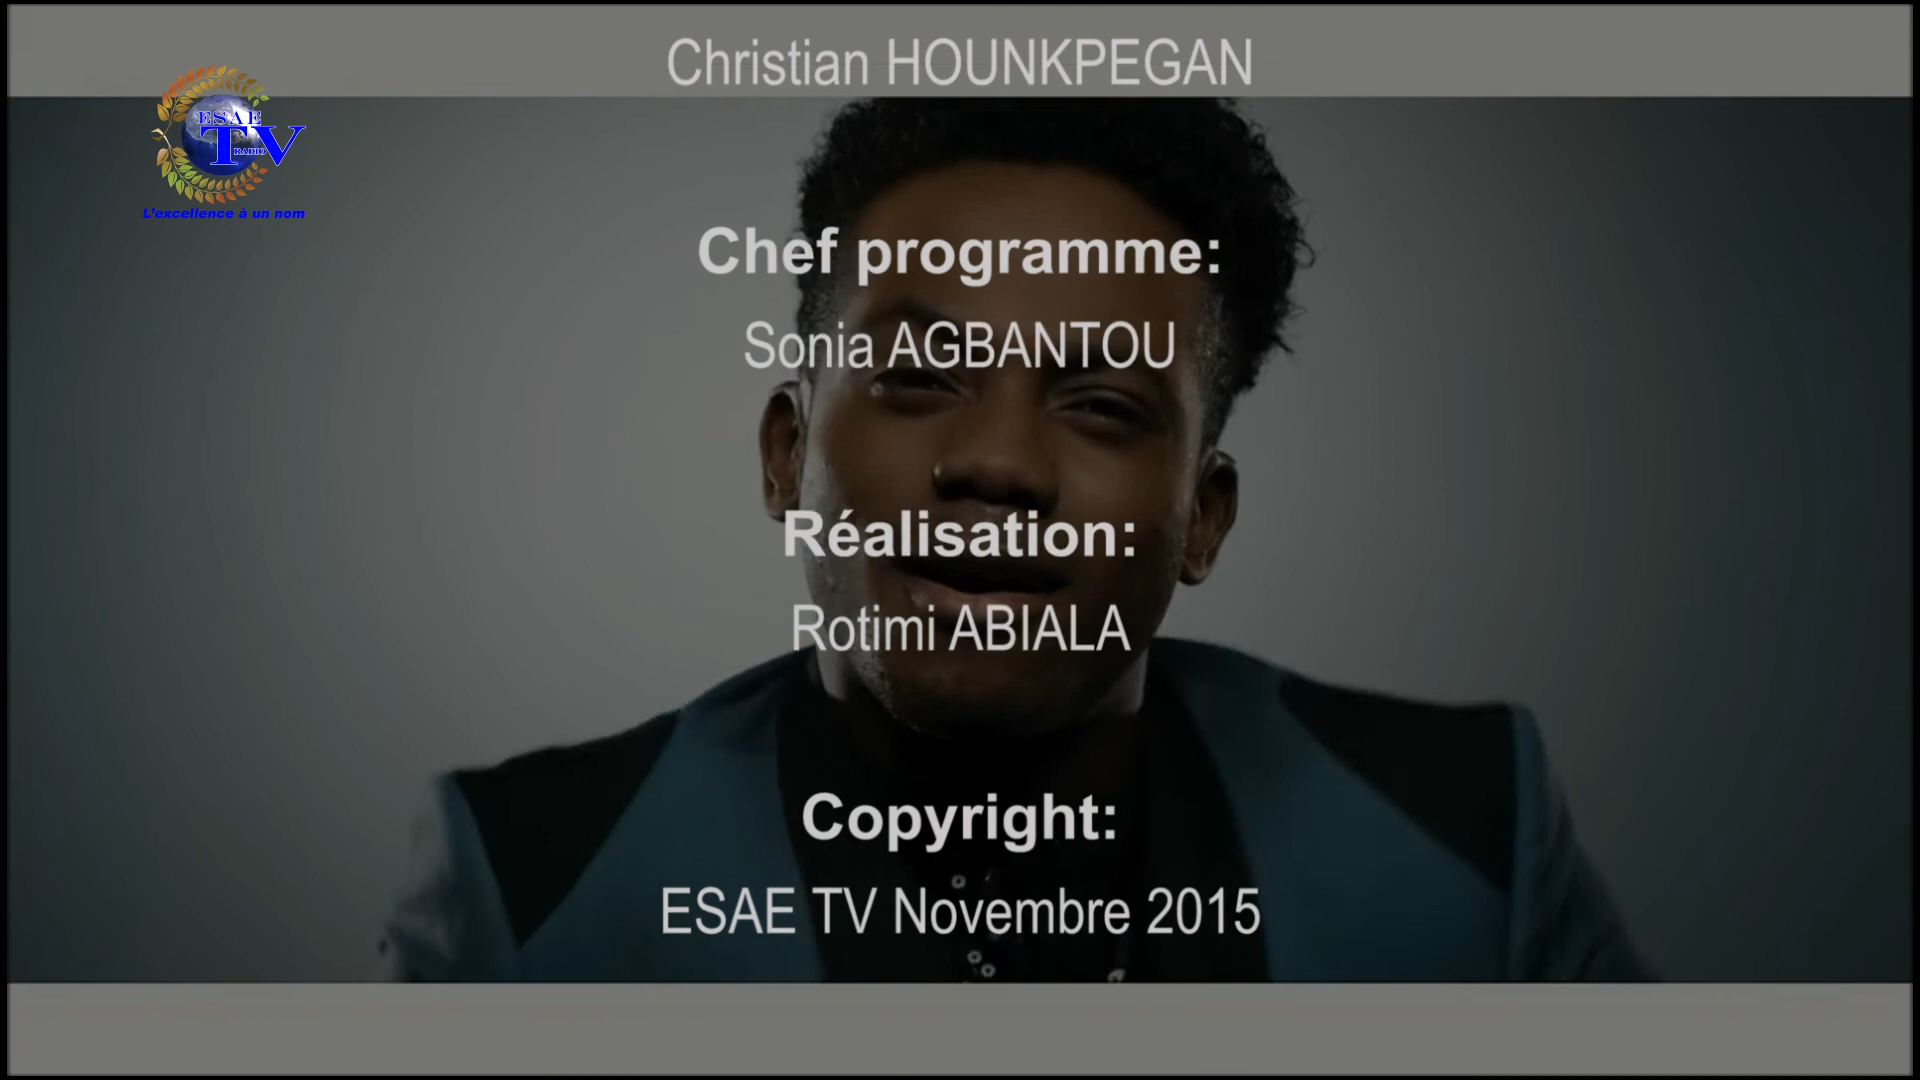 Christian HOUNKPEGAN
ESAE
TV
RADIO
L'excellence à un nom
Chef programme:
Sonia AGBANTOU
Réalisation:
Rotimi ABIALA
Copyright:
ESAE TV Novembre 2015